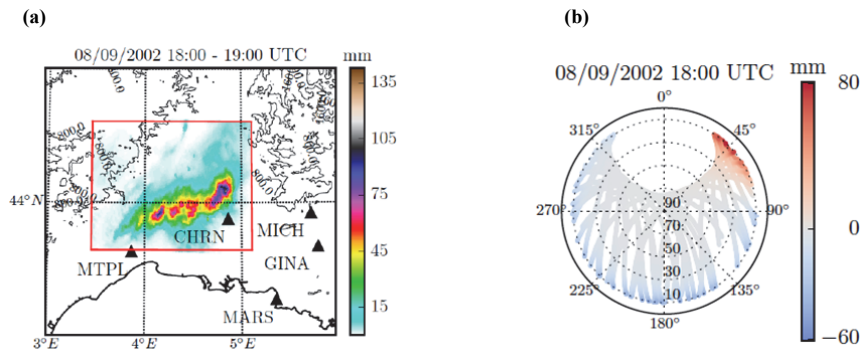 (a)
(b)
08/09/2002 18:00 - 19:00 UTC
mm
135
105
75
45
15
800.0
44°N
CHRN
MICH
MTPL
GINA
MARS
3°E
4°E
5°E
08/09/2002 18:00 UTC
mm
80
0
−60
0°
315°
45°
270°
90°
90
70
50
30
10
225°
135°
180°